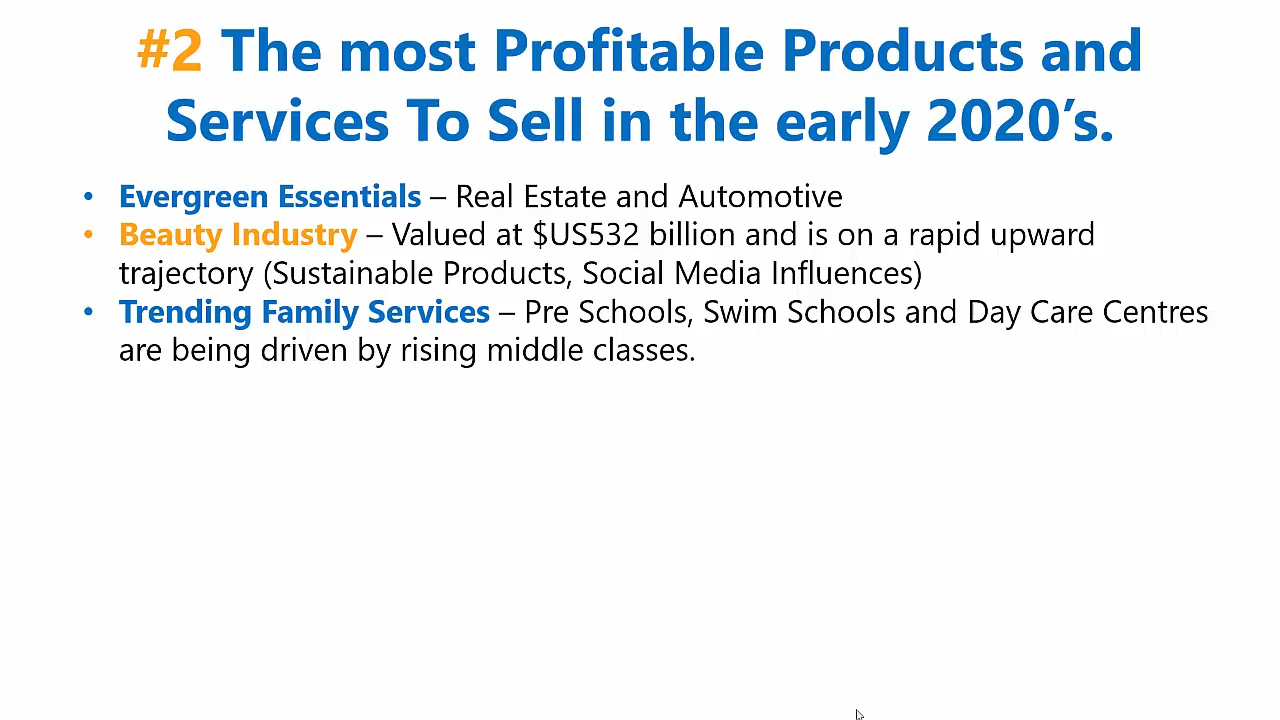 #2 The most Profitable Products and
Services To Sell in the early 2020’s.
• Evergreen Essentials – Real Estate and Automotive
• Beauty Industry – Valued at $US532 billion and is on a rapid upward
trajectory (Sustainable Products, Social Media Influences)
• Trending Family Services – Pre Schools, Swim Schools and Day Care Centres
are being driven by rising middle classes.